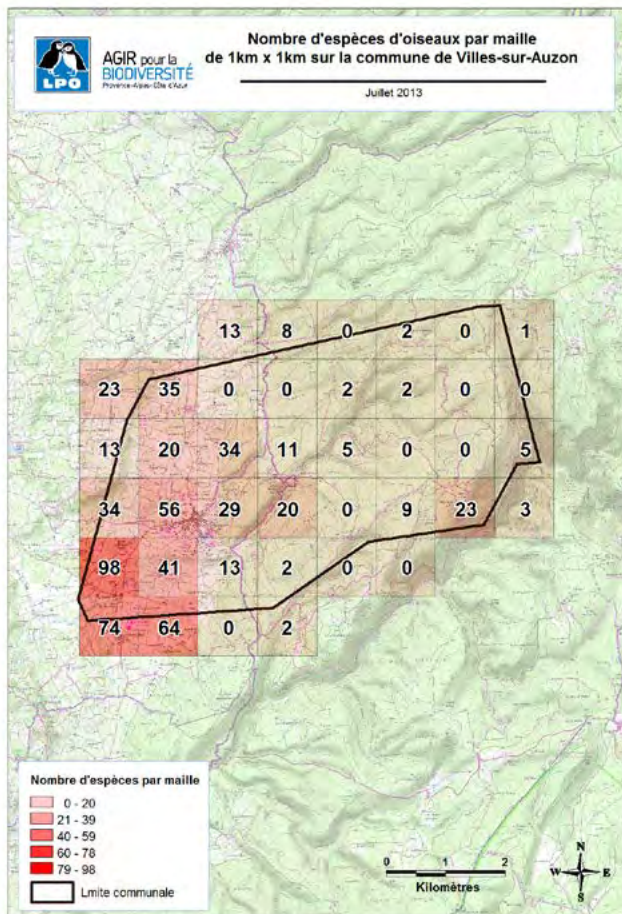 LPO
AGIR pour la
BIODIVERSITÉ
Provence-Alpes-Côte d'Azur
Nombre d'espèces d'oiseaux par maille
de 1km x 1km sur la commune de Villes-sur-Auzon
Juillet 2013
13 8 0 2 0 1
23 35 0 0 2 2 0 0
13 20 34 11 5 0 0 5
34 56 29 20 0 9 23 3
98 41 13 2 0 0
74 64 0 2
Nombre d'espèces par maille
0 - 20
21 - 39
40 - 59
60 - 78
79 - 98
Lmite communale
0 1 2
Kilomètres
N
W E
S